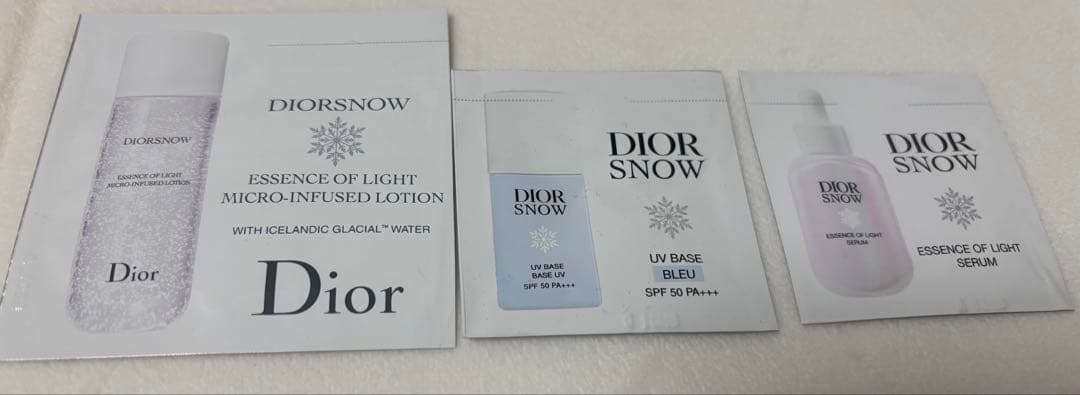 DIORSNOW
ESSENCE OF LIGHT
MICRO-INFUSED LOTION
Dior
DIORSNOW
ESSENCE OF LIGHT
MICRO-INFUSED LOTION
WITH ICELANDIC GLACIAL™ WATER
Dior
DIOR
SNOW
UV BASE
BASE UV
SPF 50 PA+++
DIOR
SNOW
UV BASE
BLEU
SPF 50 PA+++
DIOR
SNOW
ESSENCE OF LIGHT
SERUM
DIOR
SNOW
ESSENCE OF LIGHT
SERUM